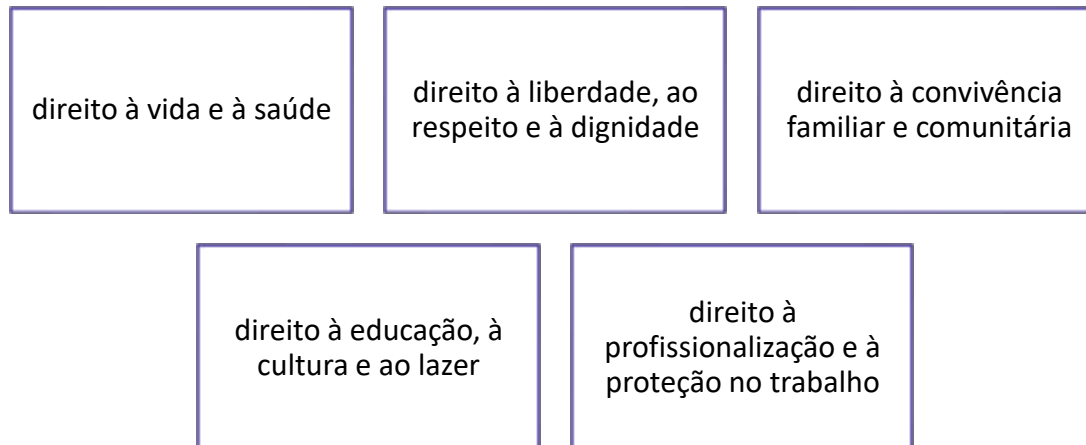 direito à vida e à saúde
direito à liberdade, ao
respeito e à dignidade
direito à convivência
familiar e comunitária
direito à educação, à
cultura e ao lazer
direito à
profissionalização e à
proteção no trabalho